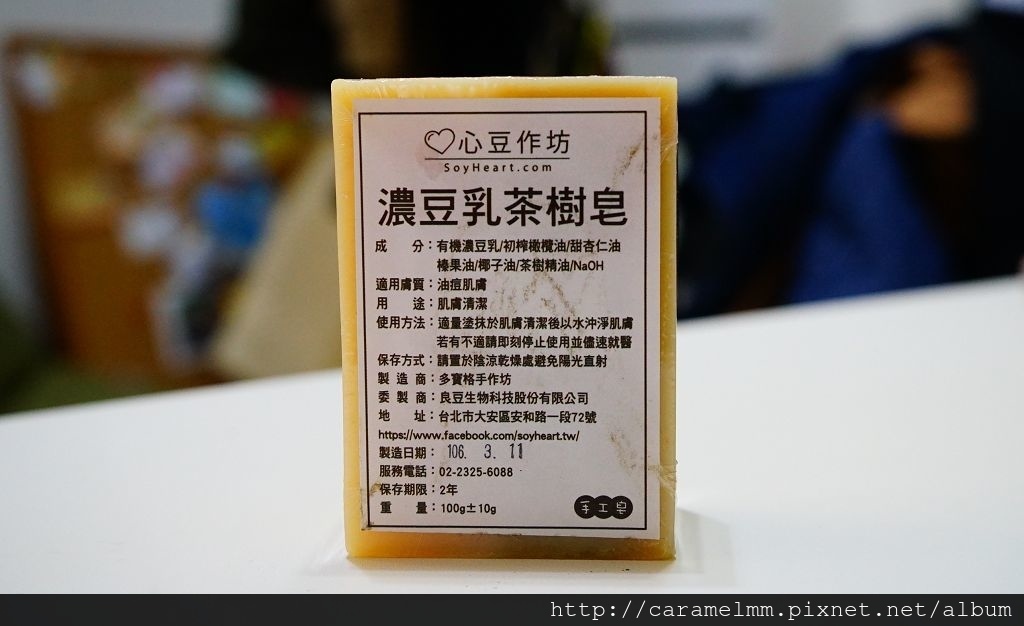 心豆作坊
SoyHeart.com
濃豆乳茶樹皂
成　分：有機濃豆乳/初榨橄欖油/甜杏仁油
榛果油/椰子油/茶樹精油/NaOH
適用膚質：油痘肌膚
用　途：肌膚清潔
使用方法：適量塗抹於肌膚清潔後以水沖淨肌膚
若有不適請即刻停止使用並儘速就醫
保存方式：請置於陰涼乾燥處避免陽光直射
製 造 商：多寶格手作坊
委 製 商：良豆生物科技股份有限公司
地　址：台北市大安區安和路一段72號
https://www.facebook.com/soyheart.tw/
製造日期：106. 3. 11
服務電話：02-2325-6088
保存期限：2年
重　量：100g±10g
手工皂
http://caramelmm.pixnet.net/album